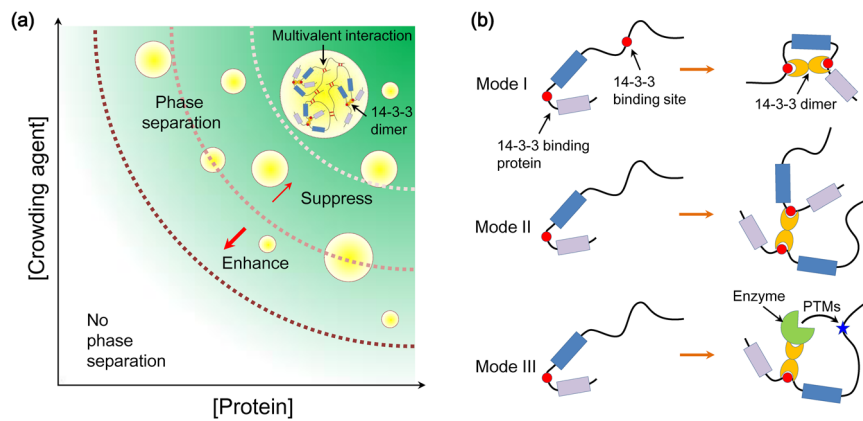 (a)
[Crowding agent]
Multivalent interaction
Phase
separation
14-3-3
dimer
Suppress
Enhance
No
phase
separation
[Protein]
(b)
Mode I
14-3-3
binding site
14-3-3 binding
protein
14-3-3 dimer
Mode II
Mode III
Enzyme
PTMs